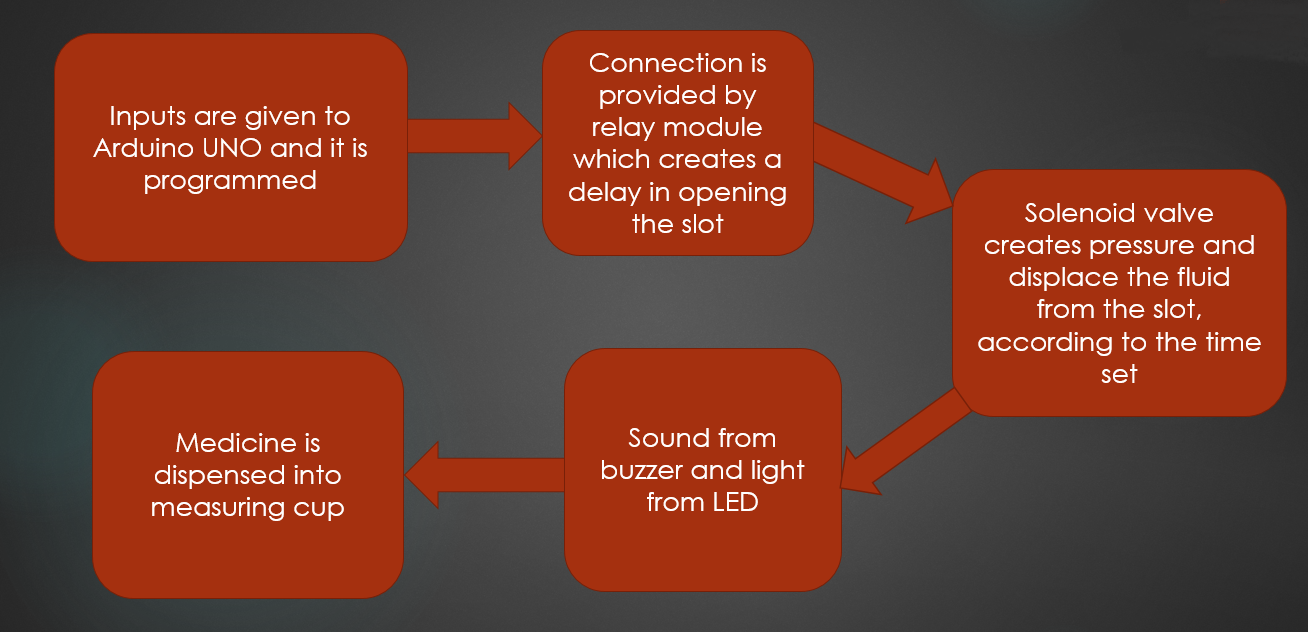 Inputs are given to
Arduino UNO and it is
programmed
Connection is
provided by
relay module
which creates a
delay in opening
the slot
Solenoid valve
creates pressure and
displace the fluid
from the slot,
according to the time
set
Sound from
buzzer and light
from LED
Medicine is
dispensed into
measuring cup